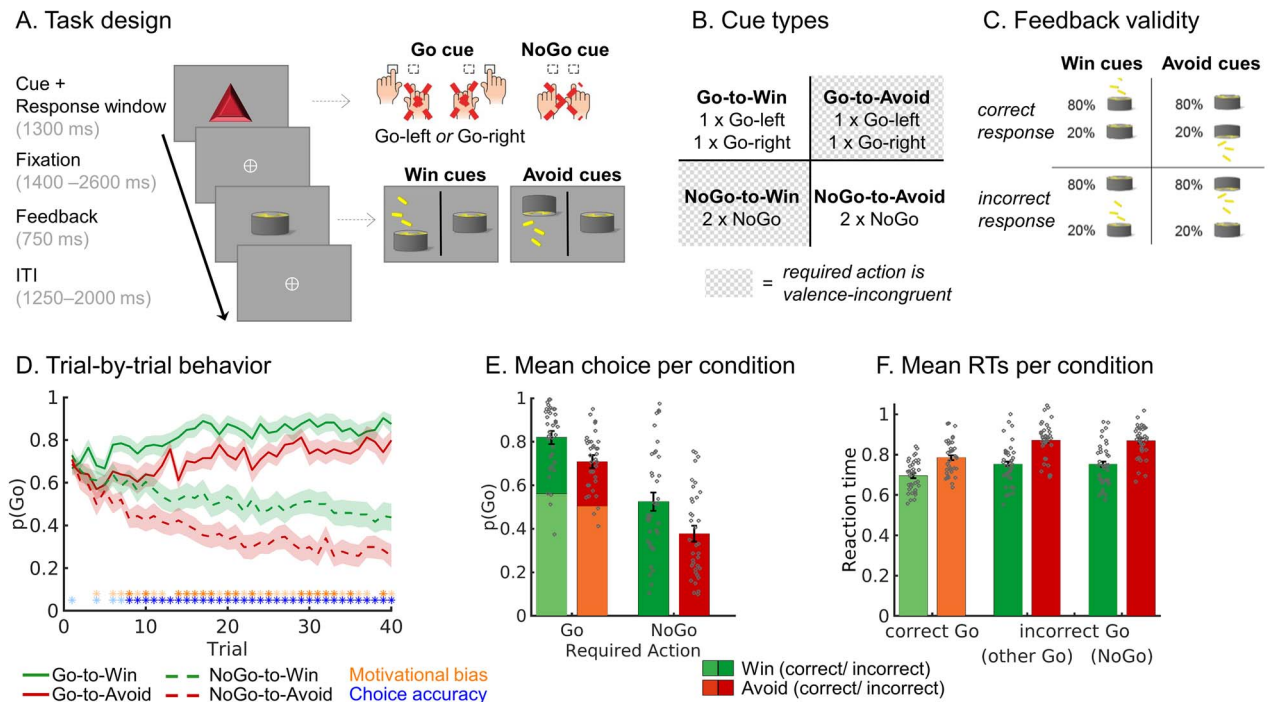 A. Task design
Cue +
Response window
(1300 ms)
Fixation
(1400 –2600 ms)
Feedback
(750 ms)
ITI
(1250–2000 ms)
Go cue
NoGo cue
Go-left or Go-right
Win cues
Avoid cues
B. Cue types
Go-to-Win
1 x Go-left
1 x Go-right
Go-to-Avoid
1 x Go-left
1 x Go-right
NoGo-to-Win
2 x NoGo
NoGo-to-Avoid
2 x NoGo
= required action is
valence-incongruent
C. Feedback validity
Win cues
Avoid cues
correct
response
80%
20%
80%
20%
incorrect
response
80%
20%
80%
20%
D. Trial-by-trial behavior
p(Go)
1
0.8
0.6
0.4
0.2
0
0
10
20
30
40
Trial
Go-to-Win
NoGo-to-Win
Motivational bias
Go-to-Avoid
NoGo-to-Avoid
Choice accuracy
E. Mean choice per condition
p(Go)
1
0.8
0.6
0.4
0.2
0
Go
NoGo
Required Action
F. Mean RTs per condition
Reaction time
1
0.8
0.6
0.4
0.2
0
correct Go
incorrect Go
(other Go)
(NoGo)
Win (correct/ incorrect)
Avoid (correct/ incorrect)